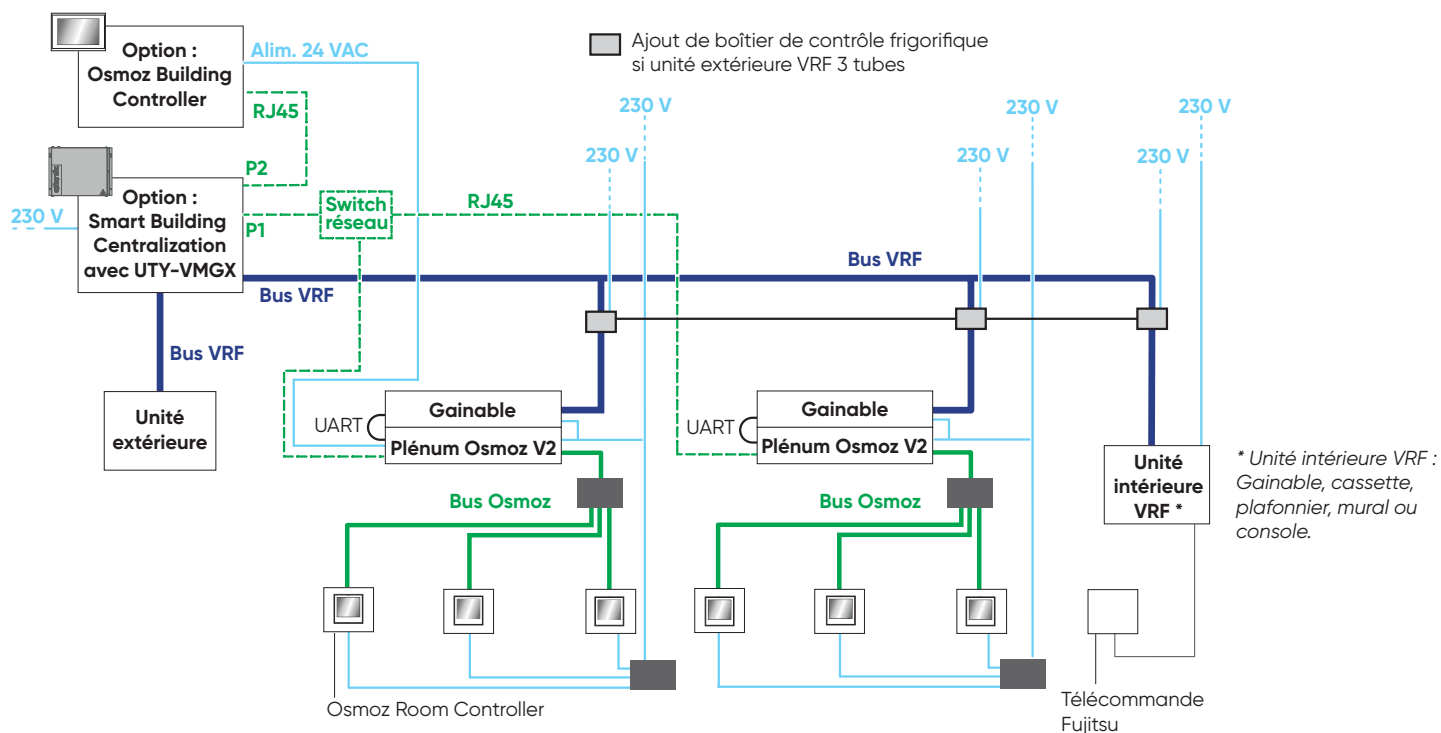 Option :
Osmoz Building
Controller
Alim. 24 VAC
RJ45
Ajout de boîtier de contrôle frigorifique
si unité extérieure VRF 3 tubes
230 V
230 V
230 V
230 V
230 V
230 V
P2
Option :
Smart Building
Centralization
avec UTY-VMGX
230 V
P1
Switch
réseau
RJ45
Bus VRF
Bus VRF
Bus VRF
Unité
extérieure
UART
Gainable
Plénum Osmoz V2
UART
Gainable
Plénum Osmoz V2
Unité
intérieure
VRF *
* Unité intérieure VRF :
Gainable, cassette,
plafonnier, mural ou
console.
Bus Osmoz
Bus Osmoz
Osmoz Room Controller
Télécommande
Fujitsu